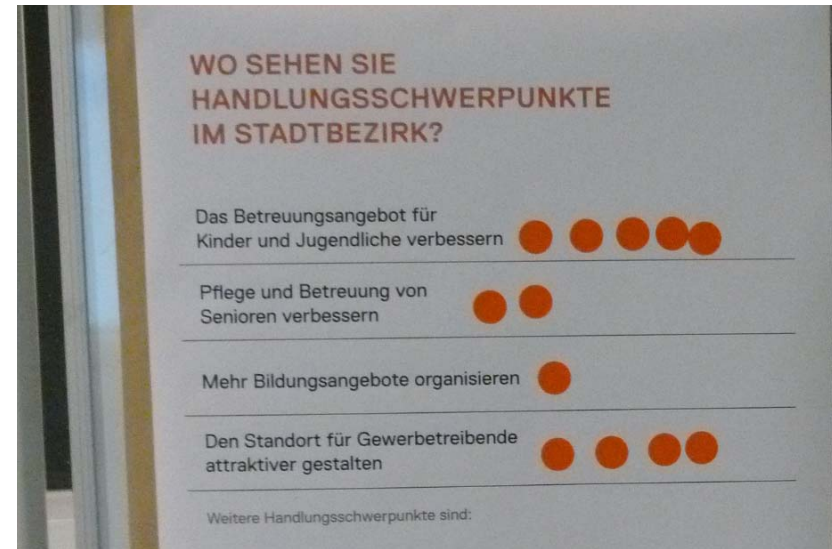 WO SEHEN SIE
HANDLUNGSSCHWERPUNKTE
IM STADTBEZIRK?
Das Betreuungsangebot für
Kinder und Jugendliche verbessern
Pflege und Betreuung von
Senioren verbessern
Mehr Bildungsangebote organisieren
Den Standort für Gewerbetreibende
attraktiver gestalten
Weitere Handlungsschwerpunkte sind: